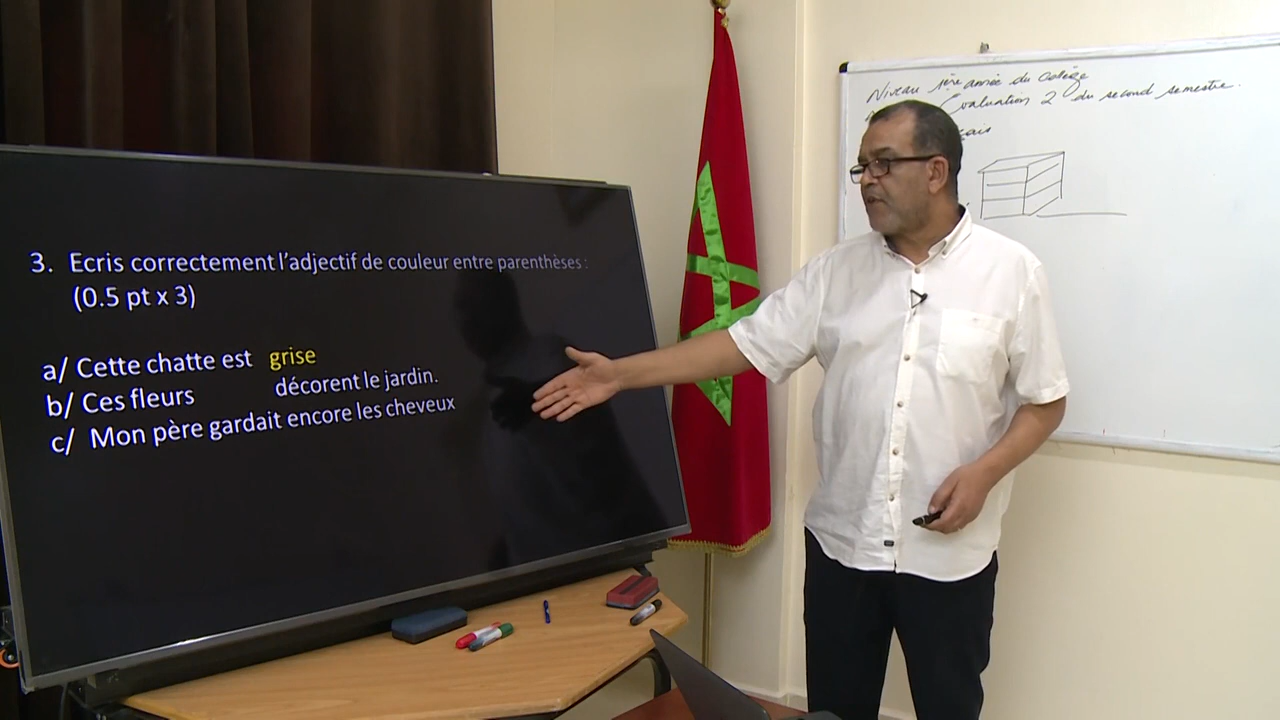 3. Ecris correctement l'adjectif de couleur entre parenthèses :
(0.5 pt x 3)
a/ Cette chatte est grise
b/ Ces fleurs décorent le jardin.
c/ Mon père gardait encore les cheveux
Niveau 1ère année du collège
Evaluation 2 du second semestre.